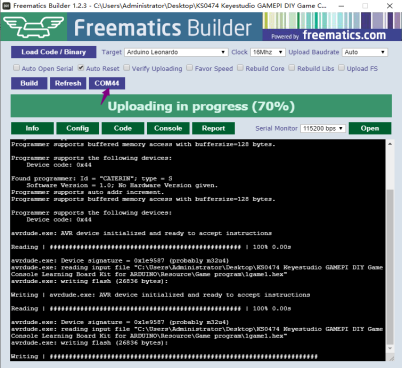 Freematics Builder 1.2.3 - C:\Users\Administrator\Desktop\KS0474 Keyestudio GAMEPI DIY Game C...
Freematics Builder
Powered by freematics.com
Load Code / Binary Target Arduino Leonardo Clock 16Mhz Upload Baudrate Auto
Auto Open Serial Auto Reset Verify Uploading Favor Speed Rebuild Core Rebuild Libs Upload FS
Build Refresh COM44
Uploading in progress (70%)
Info Config Code Console Report Serial Monitor 115200 bps Open
Programmer supports buffered memory access with buffersize=128 bytes.
Programmer supports the following devices:
Device code: 0x44
Found programmer: Id = "CATERIN"; type = S
Software Version = 1.0; No Hardware Version given.
Programmer supports auto addr increment.
Programmer supports buffered memory access with buffersize=128 bytes.
Programmer supports the following devices:
Device code: 0x44
avrdude.exe: AVR device initialized and ready to accept instructions
Reading | ################################################## | 100% 0.00s
avrdude.exe: Device signature = 0x1e9587 (probably m32u4)
avrdude.exe: reading input file "C:\Users\Administrator\Desktop\KS0474 Keyestudio GAMEPI DIY Game
Console Learning Board Kit for ARDUINO\Resource\Game program\1game1.hex"
avrdude.exe: writing flash (26836 bytes):
Writing | avrdude.exe: AVR device initialized and ready to accept instructions
Reading | ################################################## | 100% 0.00s
avrdude.exe: Device signature = 0x1e9587 (probably m32u4)
avrdude.exe: reading input file "C:\Users\Administrator\Desktop\KS0474 Keyestudio GAMEPI DIY Game
Console Learning Board Kit for ARDUINO\Resource\Game program\1game1.hex"
avrdude.exe: writing flash (26836 bytes):
Writing | ######################################################################